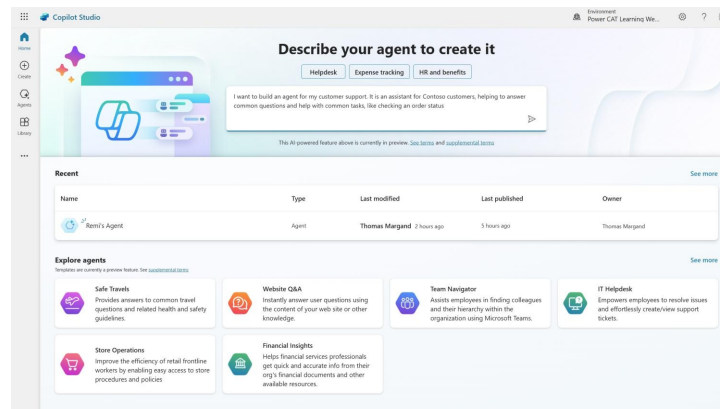 Copilot Studio
Environment
Power CAT Learning We...
?
Home
Create
Agents
Library
Describe your agent to create it
Helpdesk
Expense tracking
HR and benefits
I want to build an agent for my customer support. It is an assistant for Contoso customers, helping to answer
common questions and help with common tasks, like checking an order status
This AI-powered feature above is currently in preview. See terms and supplemental terms
Recent
See more
Name
Type
Last modified
Last published
Owner
Remi's Agent
Agent
Thomas Margand 2 hours ago
5 hours ago
Thomas Margand
Explore agents
See more
Templates are currently a preview feature. See supplemental terms
Safe Travels
Provides answers to common travel
questions and related health and safety
guidelines.
Website Q&A
Instantly answer user questions using
the content of your web site or other
knowledge.
Team Navigator
Assists employees in finding colleagues
and their hierarchy within the
organization using Microsoft Teams.
IT Helpdesk
Empowers employees to resolve issues
and effortlessly create/view support
tickets.
Store Operations
Improve the efficiency of retail frontline
workers by enabling easy access to store
procedures and policies
Financial Insights
Helps financial services professionals
get quick and accurate info from their
org's financial documents and other
available resources.